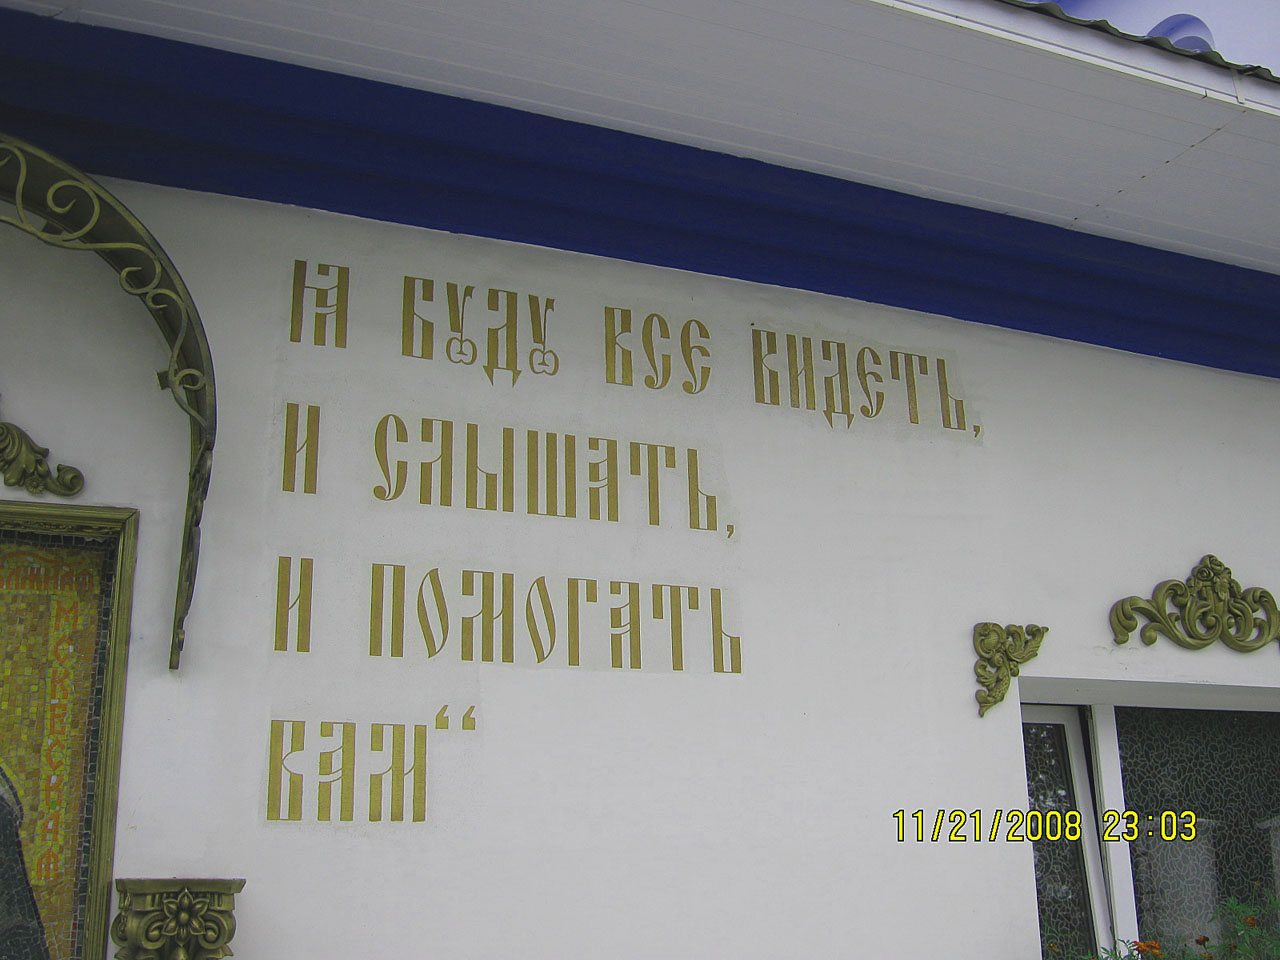 Ꙗ БУДУ ВСЕ ВИДЕТЬ,
И СЛЫШАТЬ,
И ПОМОГАТЬ
ВАМ“
11/21/2008 23:03